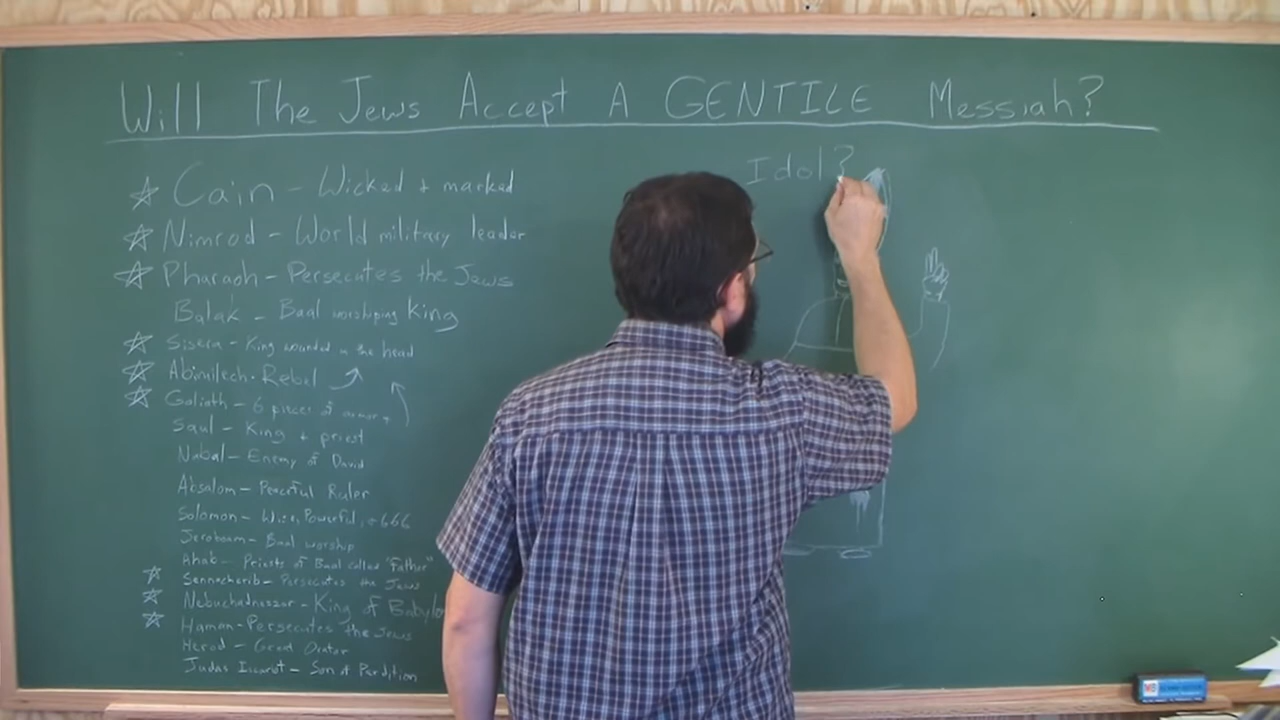 Will The Jews Accept A GENTILE Messiah?
Idol?
Cain - Wicked + marked
Nimrod - World military leader
Pharaoh - Persecutes the Jews
Balak - Baal worshiping King
Sisera - King wounded in the head
Abimilech - Rebel
Goliath - 6 pieces of armor
Saul - King + priest
Nabal - Enemy of David
Absalom - Peaceful Ruler
Solomon - Wise, Powerful, + 666
Jeroboam - Baal worship
Ahab - Priests of Baal called "Father"
Sennacherib - Persecutes the Jews
Nebuchadnezzar - King of Babylon
Haman - Persecutes the Jews
Herod - Great Orator
Judas Iscariot - Son of Perdition